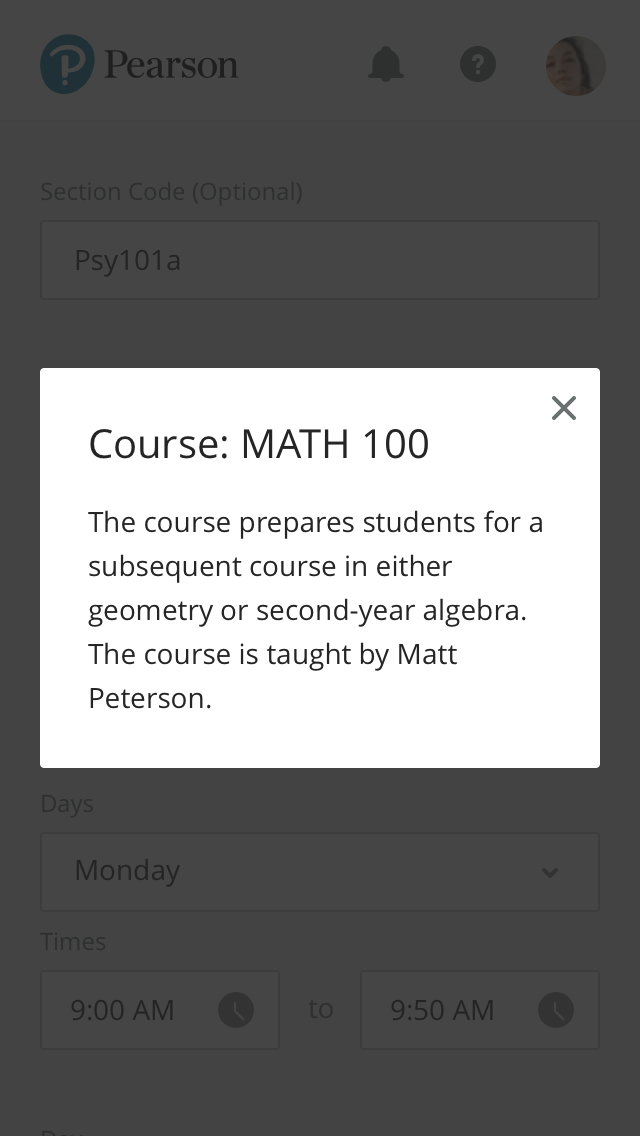 Pearson
?
Section Code (Optional)
Psy101a
Course: MATH 100
The course prepares students for a
subsequent course in either
geometry or second-year algebra.
The course is taught by Matt
Peterson.
Days
Monday
Times
9:00 AM to 9:50 AM